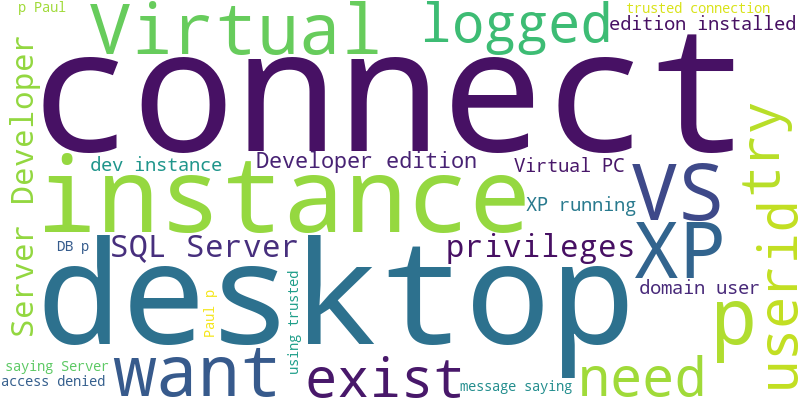 p Paul
Virtual
logged
trusted connection
edition installed
connect
Server Developer
dev instance
Developer edition
Virtual PC
try
instance
XP running
VS
userid
DB p
SQL Server
privileges
XP
desktop
domain user
Paul p
using trusted
p
saying Server
access denied
want
exist
message saying
need